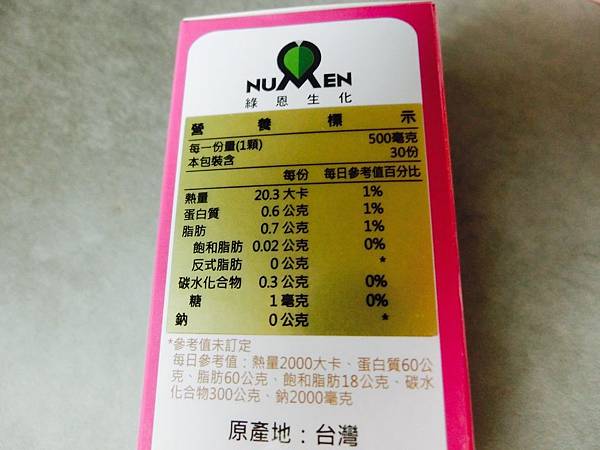 NUMEN
綠恩生化
營養標示
每一份量(1顆) 500毫克
本包裝含 30份
每份 每日參考值百分比
熱量 20.3 大卡 1%
蛋白質 0.6 公克 1%
脂肪 0.7 公克 1%
飽和脂肪 0.02 公克 0%
反式脂肪 0 公克 *
碳水化合物 0.3 公克 0%
糖 1 毫克 0%
鈉 0 公克 *
*參考值未訂定
每日參考值：熱量2000大卡、蛋白質60公
克、脂肪60公克、飽和脂肪18公克、碳水
化合物300公克、鈉2000毫克
原產地：台灣